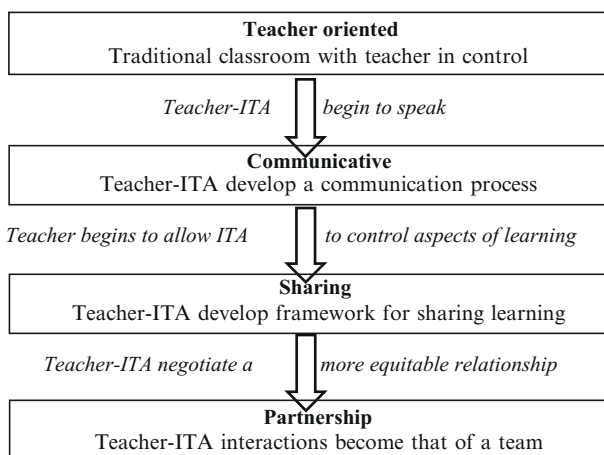 Teacher oriented
Traditional classroom with teacher in control
Teacher-ITA begin to speak
Communicative
Teacher-ITA develop a communication process
Teacher begins to allow ITA to control aspects of learning
Sharing
Teacher-ITA develop framework for sharing learning
Teacher-ITA negotiate a more equitable relationship
Partnership
Teacher-ITA interactions become that of a team